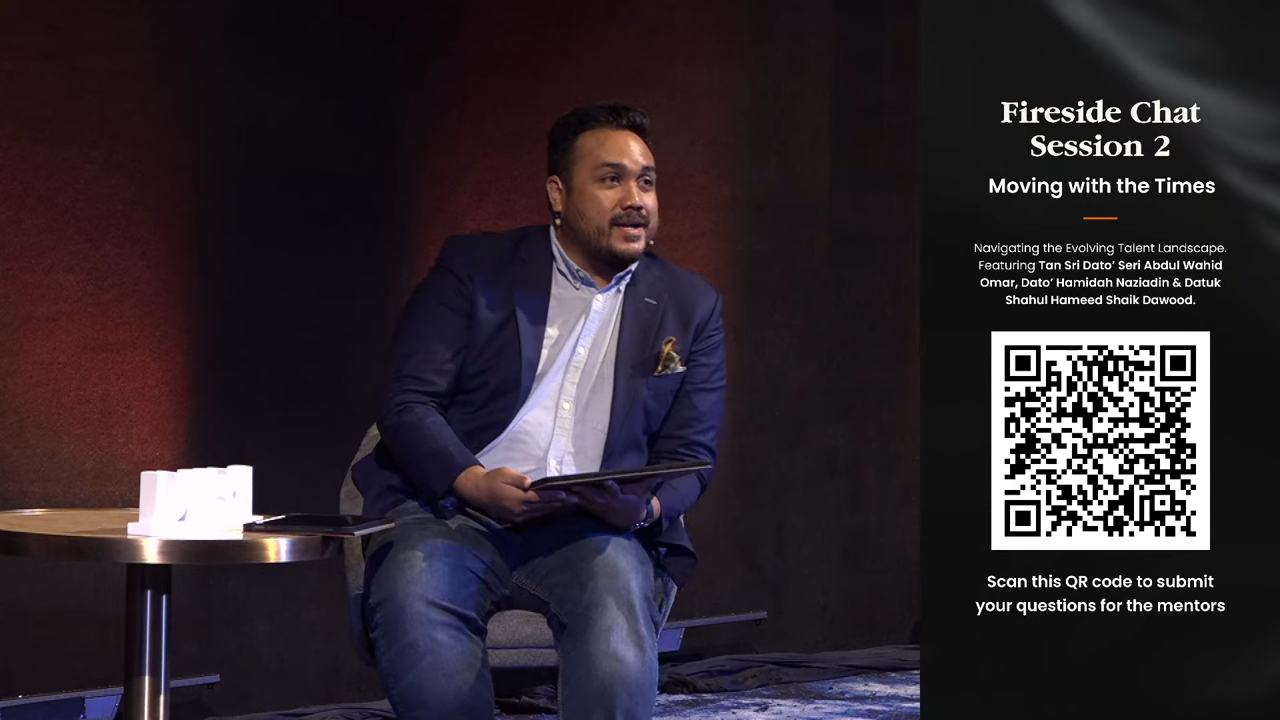 Fireside Chat
Session 2
Moving with the Times
Navigating the Evolving Talent Landscape.
Featuring Tan Sri Dato’ Seri Abdul Wahid
Omar, Dato’ Hamidah Naziadin & Datuk
Shahul Hameed Shaik Dawood.
Scan this QR code to submit
your questions for the mentors